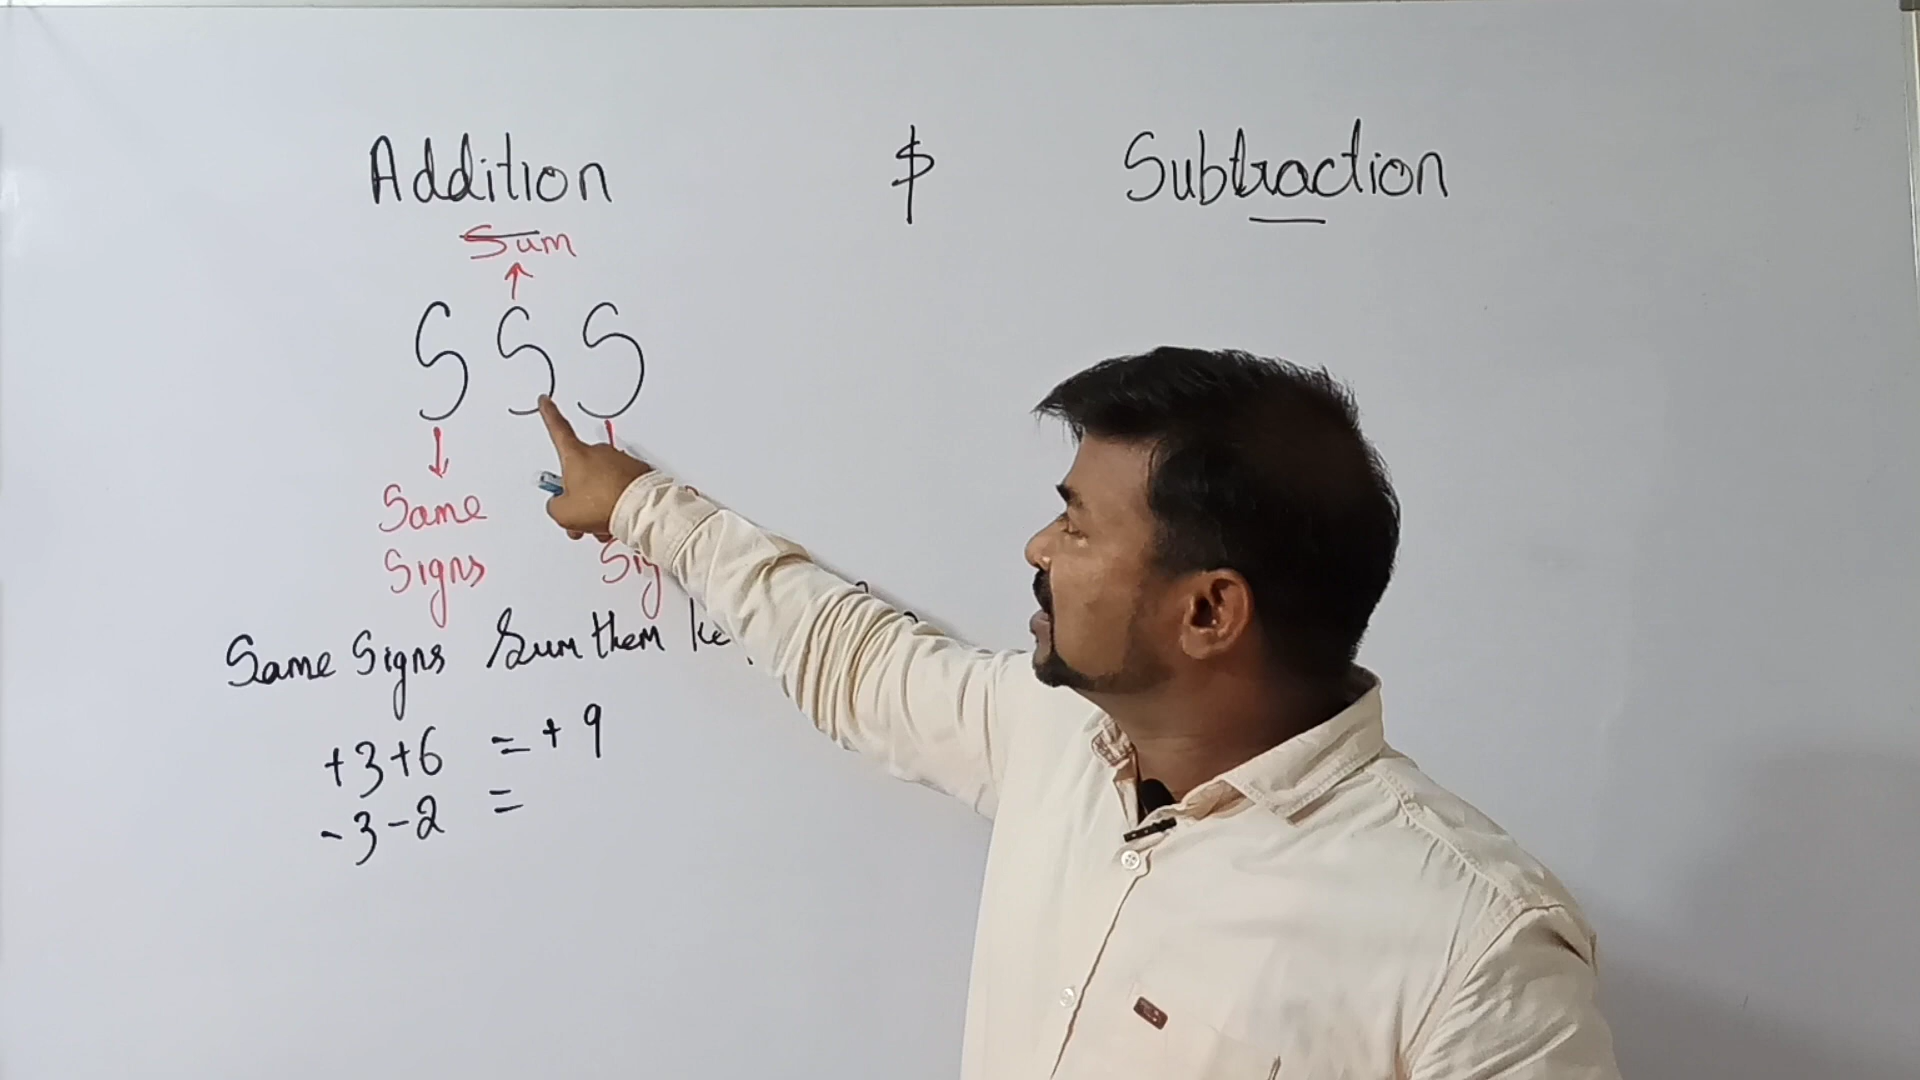 Addition & Subtraction
Sum
S S S
Same
Signs
Same Signs Sum them
+3+6 = +9
-3-2 =